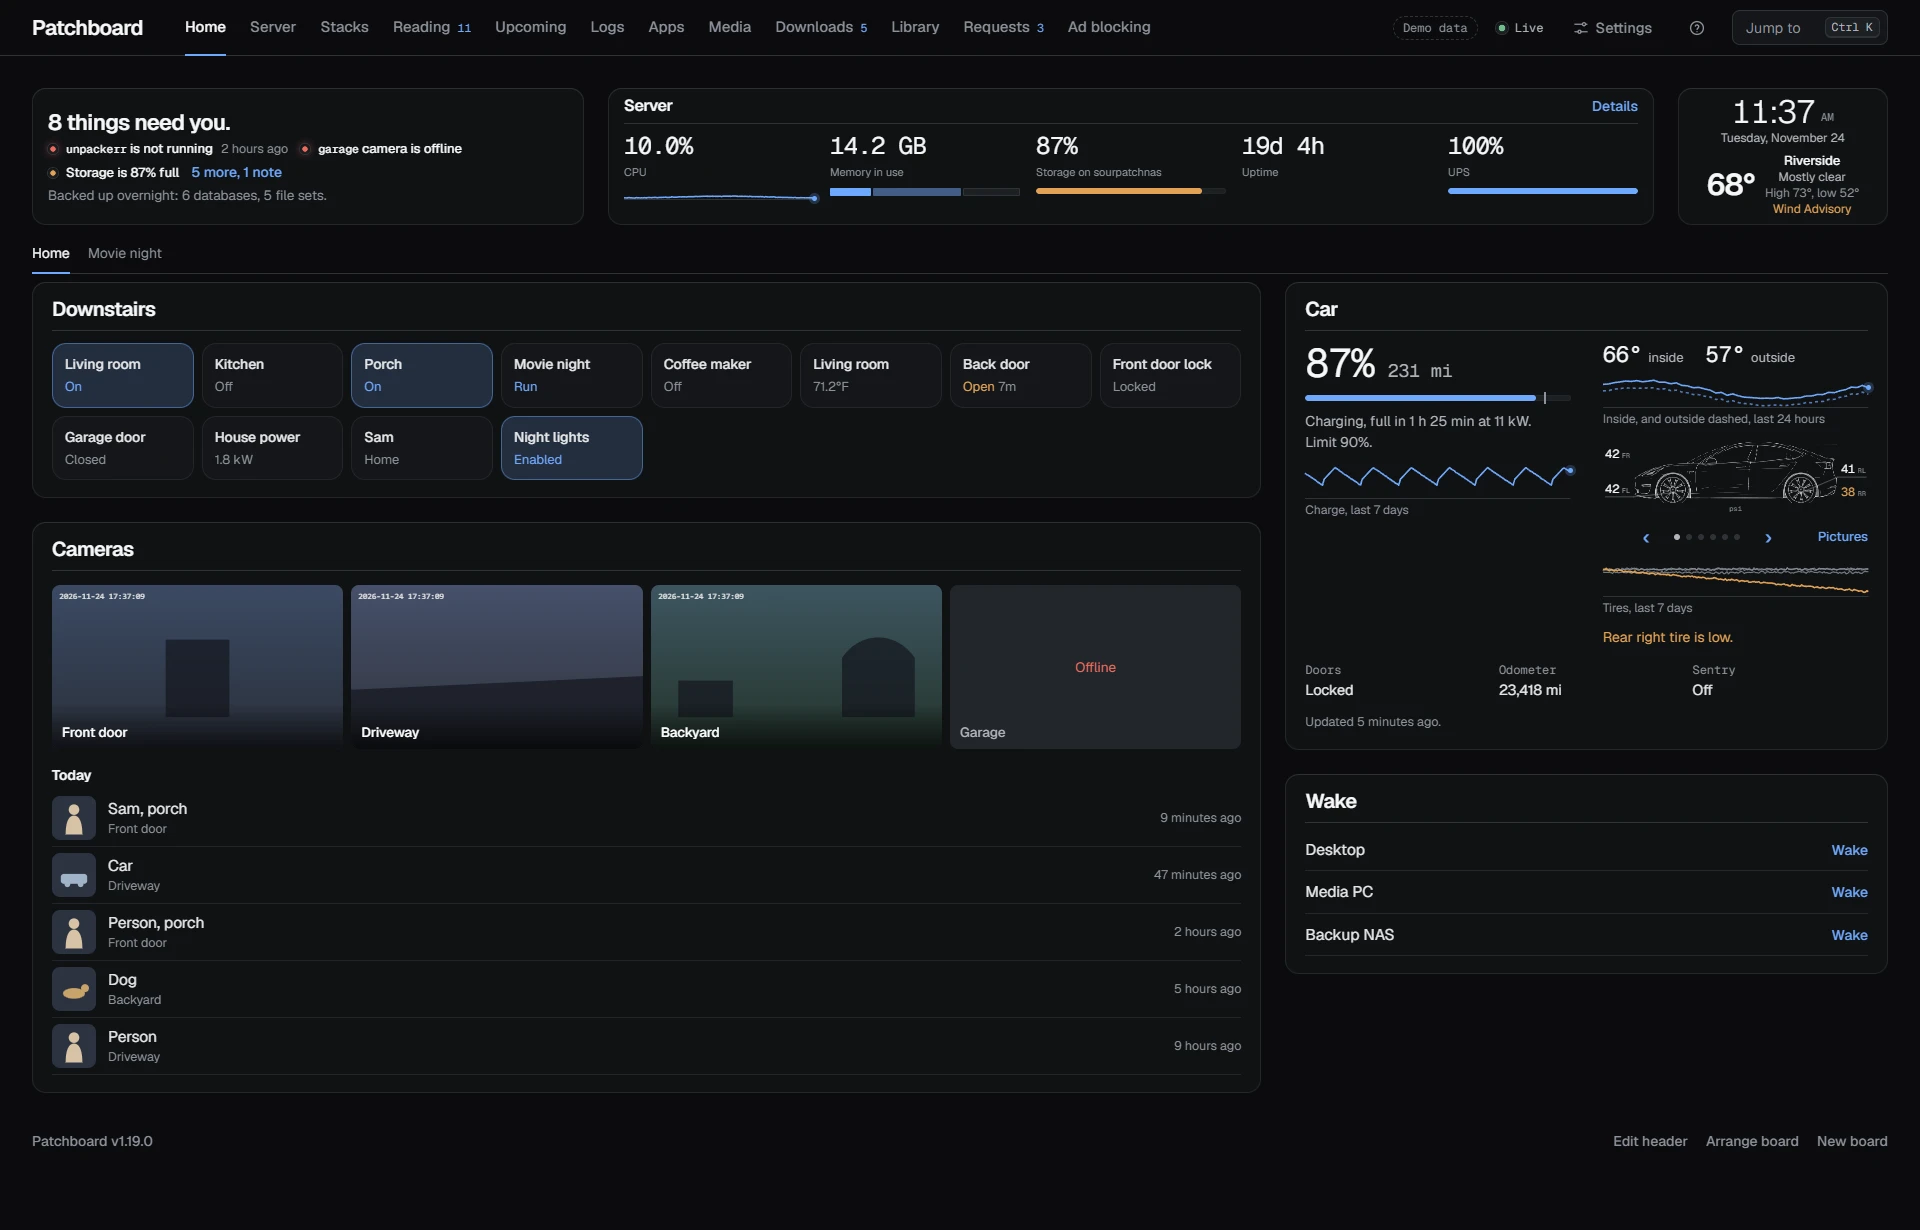 Patchboard
Home Server Stacks Reading 11 Upcoming Logs Apps Media Downloads 5 Library Requests 3 Ad blocking
Demo data Live Settings ? Jump to Ctrl K
8 things need you.
unpackerr is not running 2 hours ago garage camera is offline
Storage is 87% full 5 more, 1 note
Backed up overnight: 6 databases, 5 file sets.
Server Details
10.0% 14.2 GB 87% 19d 4h 100%
CPU Memory in use Storage on sourpatchnas Uptime UPS
11:37 AM
Tuesday, November 24
68°
Riverside
Mostly clear
High 73°, low 52°
Wind Advisory
Home Movie night
Downstairs
Living room Kitchen Porch Movie night Coffee maker Living room Back door Front door lock
On Off On Run Off 71.2°F Open 7m Locked
Garage door House power Sam Night lights
Closed 1.8 kW Home Enabled
Cameras
2026-11-24 17:37:09 2026-11-24 17:37:09 2026-11-24 17:37:09
Offline
Front door Driveway Backyard Garage
Today
Sam, porch
Front door
9 minutes ago
Car
Driveway
47 minutes ago
Person, porch
Front door
2 hours ago
Dog
Backyard
5 hours ago
Person
Driveway
9 hours ago
Car
87% 231 mi
Charging, full in 1 h 25 min at 11 kW.
Limit 90%.
Charge, last 7 days
66° inside 57° outside
Inside, and outside dashed, last 24 hours
42 FR
41 RL
42 FL
38 RR
psi
Pictures
Tires, last 7 days
Rear right tire is low.
Doors Odometer Sentry
Locked 23,418 mi Off
Updated 5 minutes ago.
Wake
Desktop Wake
Media PC Wake
Backup NAS Wake
Patchboard v1.19.0
Edit header Arrange board New board